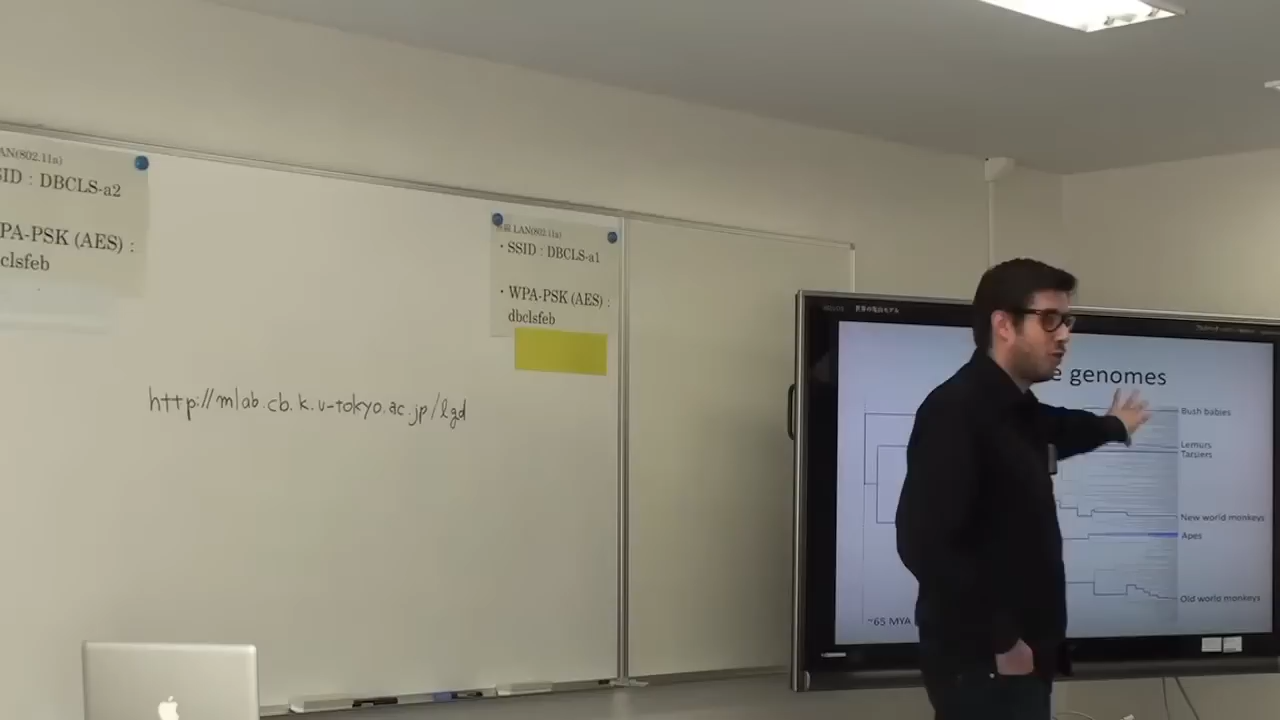 AN(802.11a)
SID : DBCLS-a2
PA-PSK (AES) :
clsfeb
LAN(802.11a)
・SSID : DBCLS-a1
・WPA-PSK (AES) :
dbclsfeb
http://mlab.cb.k.u-tokyo.ac.jp/lgd
e genomes
Bush babies
Lemurs
Tarsiers
New world monkeys
Apes
Old world monkeys
~65 MYA